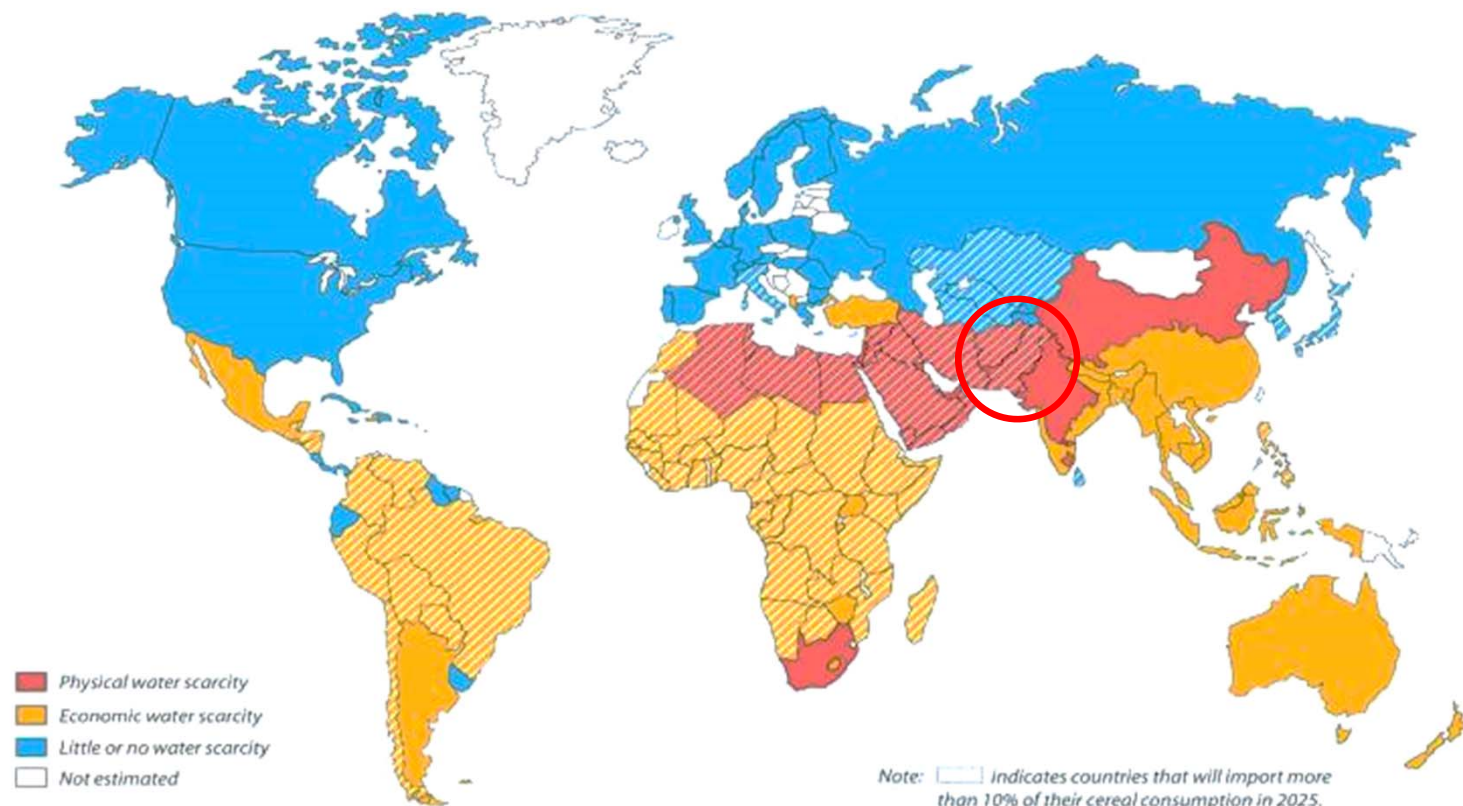 Physical water scarcity
Economic water scarcity
Little or no water scarcity
Not estimated
Note: indicates countries that will import more
than 10% of their cereal consumption in 2025.